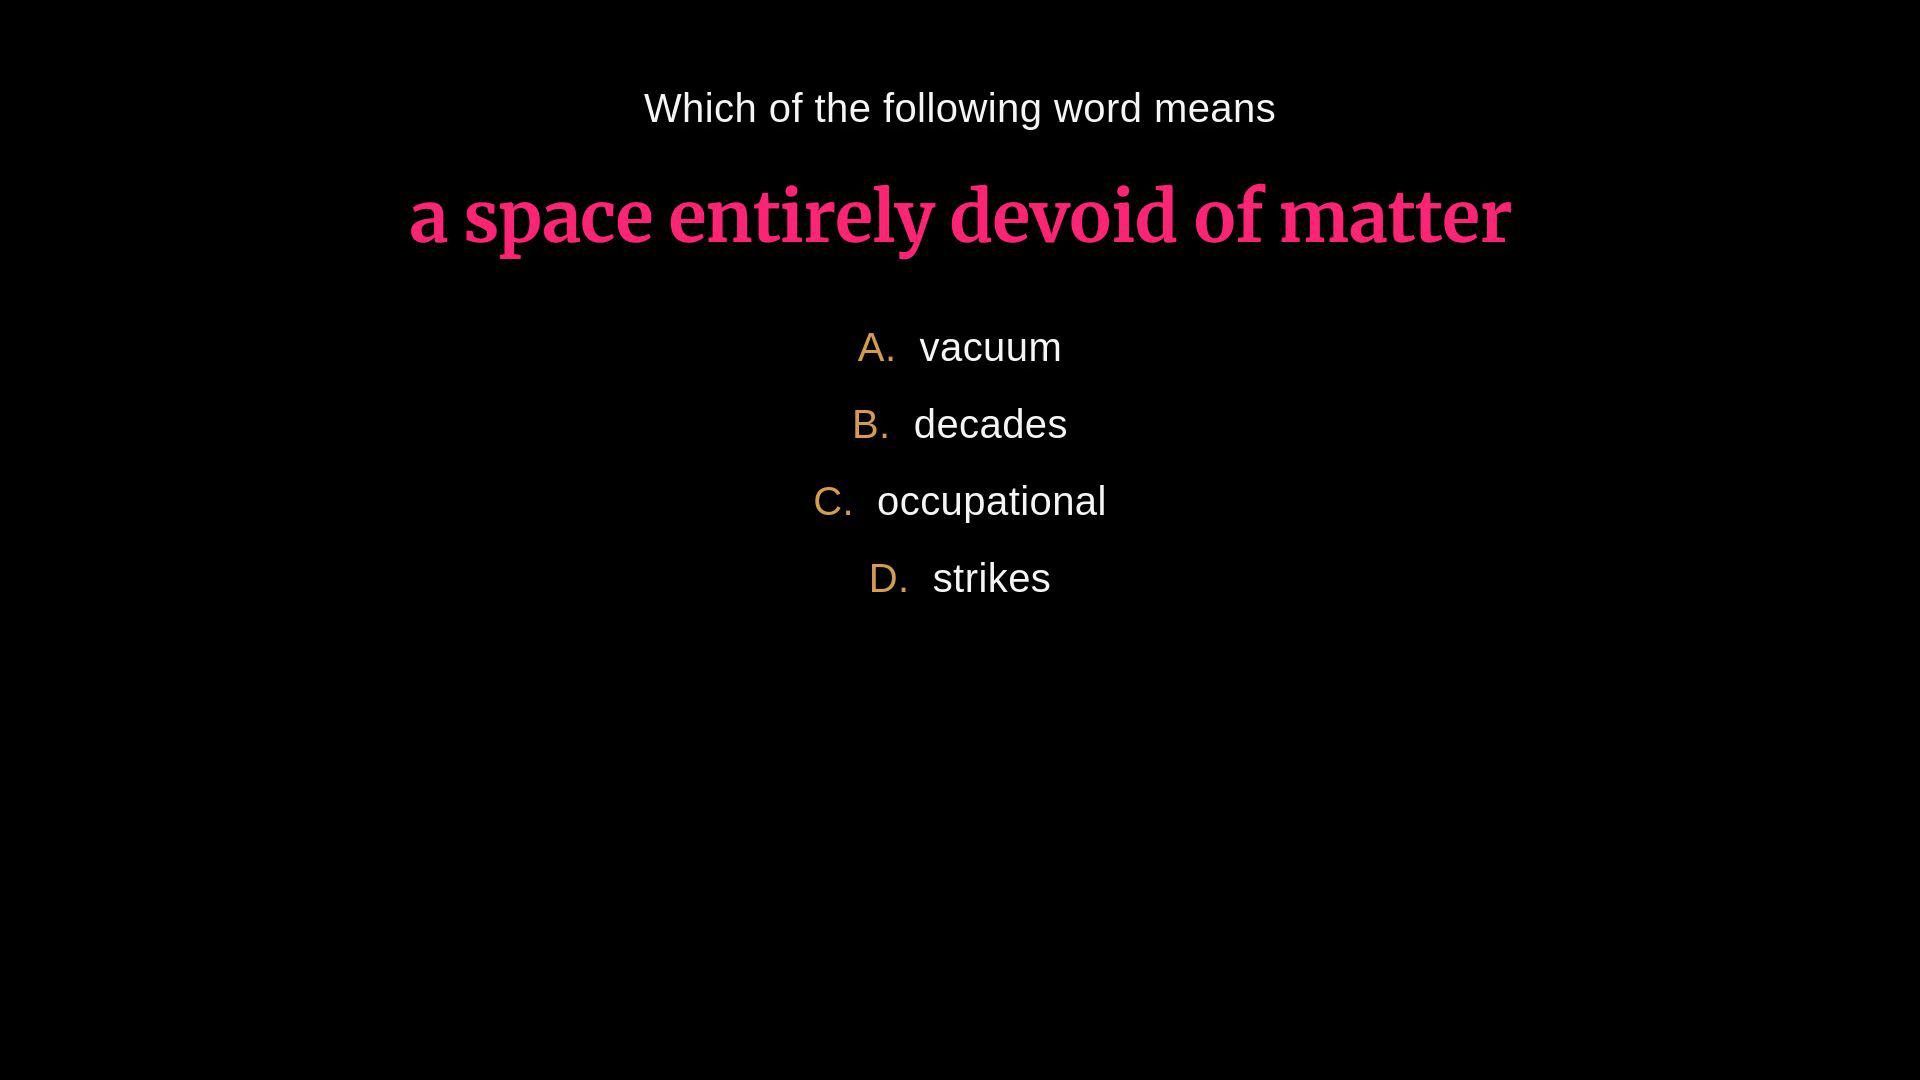 Which of the following word means
a space entirely devoid of matter
A. vacuum
B. decades
C. occupational
D. strikes